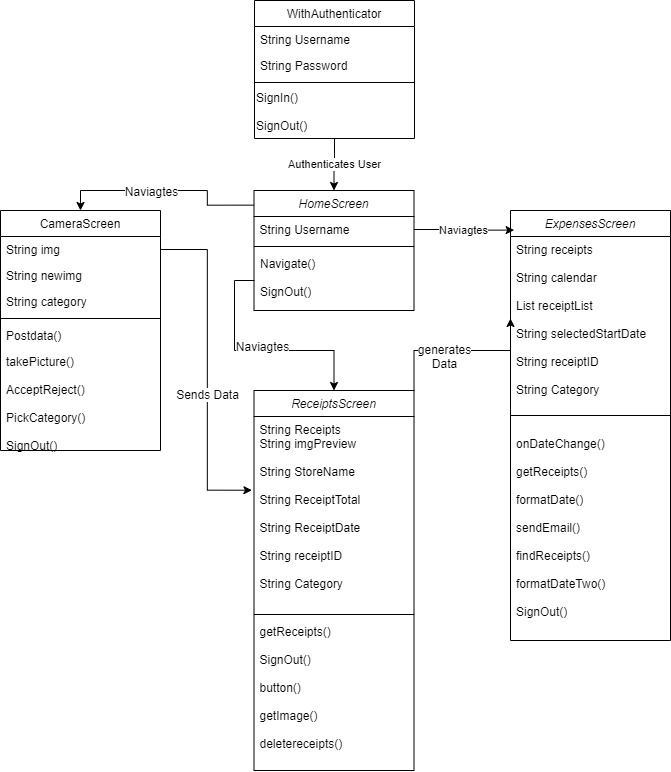 WithAuthenticator
String Username
String Password
SignIn()
SignOut()
Authenticates User
Naviagtes
HomeScreen
String Username
Navigate()
SignOut()
Naviagtes
CameraScreen
String img
String newimg
String category
Postdata()
takePicture()
AcceptReject()
PickCategory()
SignOut()
Sends Data
Naviagtes
ReceiptsScreen
String Receipts
String imgPreview
String StoreName
String ReceiptTotal
String ReceiptDate
String receiptID
String Category
getReceipts()
SignOut()
button()
getImage()
deletereceipts()
generates
Data
ExpensesScreen
String receipts
String calendar
List receiptList
String selectedStartDate
String receiptID
String Category
onDateChange()
getReceipts()
formatDate()
sendEmail()
findReceipts()
formatDateTwo()
SignOut()